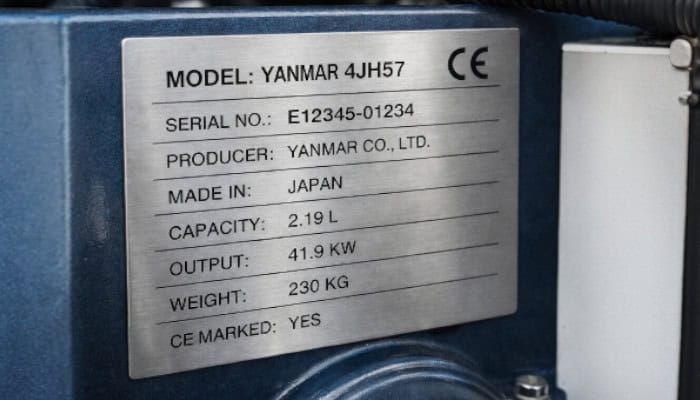 MODEL: YANMAR 4JH57 CE
SERIAL NO.: E12345-01234
PRODUCER: YANMAR CO., LTD.
MADE IN: JAPAN
CAPACITY: 2.19 L
OUTPUT: 41.9 KW
WEIGHT: 230 KG
CE MARKED: YES